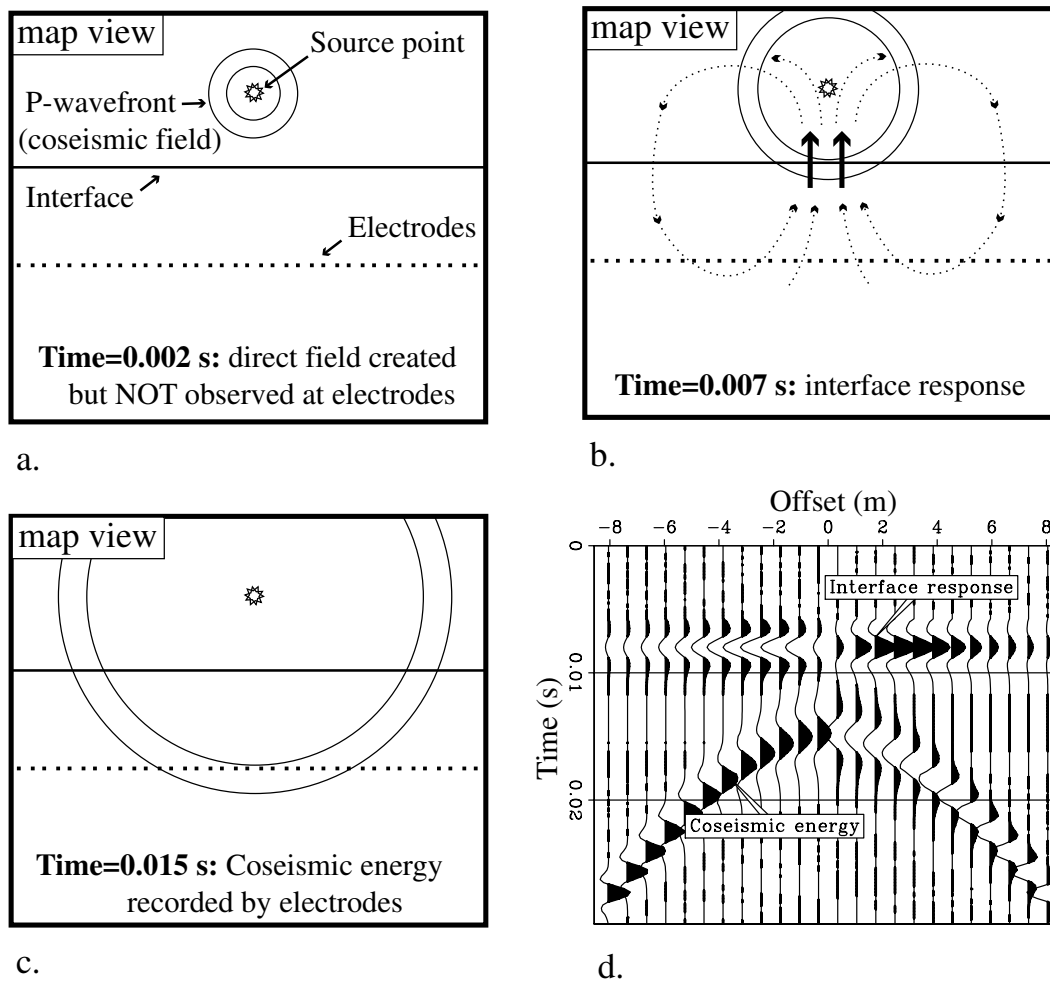 map view
Source point
P-wavefront
(coseismic field)
Interface
Electrodes
Time=0.002 s: direct field created
but NOT observed at electrodes
a.
map view
Time=0.007 s: interface response
b.
map view
Time=0.015 s: Coseismic energy
recorded by electrodes
c.
Offset (m)
−8 −6 −4 −2 0 2 4 6 8
0
Interface response
0.01
Time (s)
0.02
Coseismic energy
d.